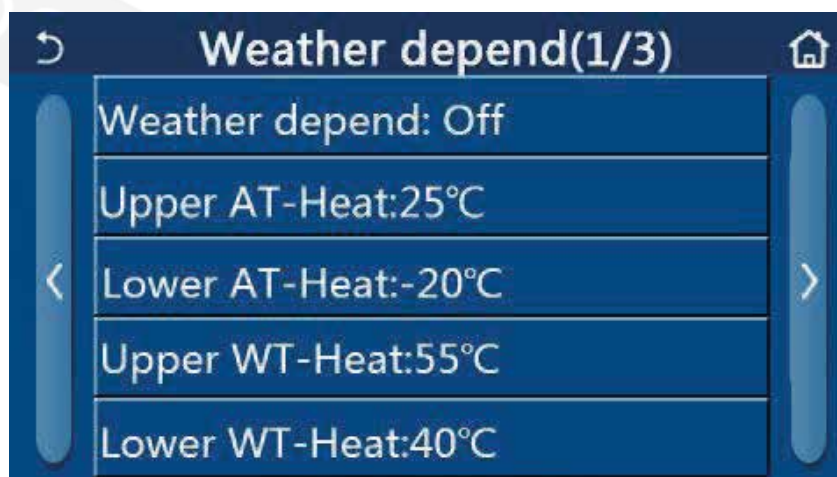 Weather depend(1/3)
Weather depend: Off
Upper AT-Heat:25℃
Lower AT-Heat:-20℃
Upper WT-Heat:55℃
Lower WT-Heat:40℃